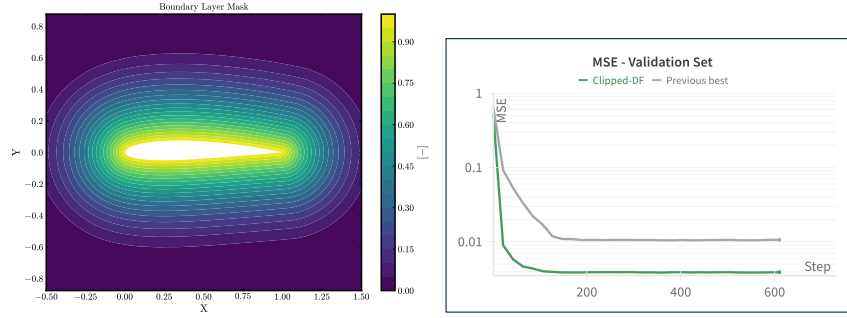 Boundary Layer Mask
0.8
0.6
0.4
0.2
0.0
−0.2
−0.4
−0.6
−0.8
Y
−0.50 −0.25 0.00 0.25 0.50 0.75 1.00 1.25 1.50
X
0.90
0.75
0.60
0.45
0.30
0.15
0.00
[−]
MSE - Validation Set
Clipped-DF Previous best
MSE
1
0.1
0.01
Step
200 400 600